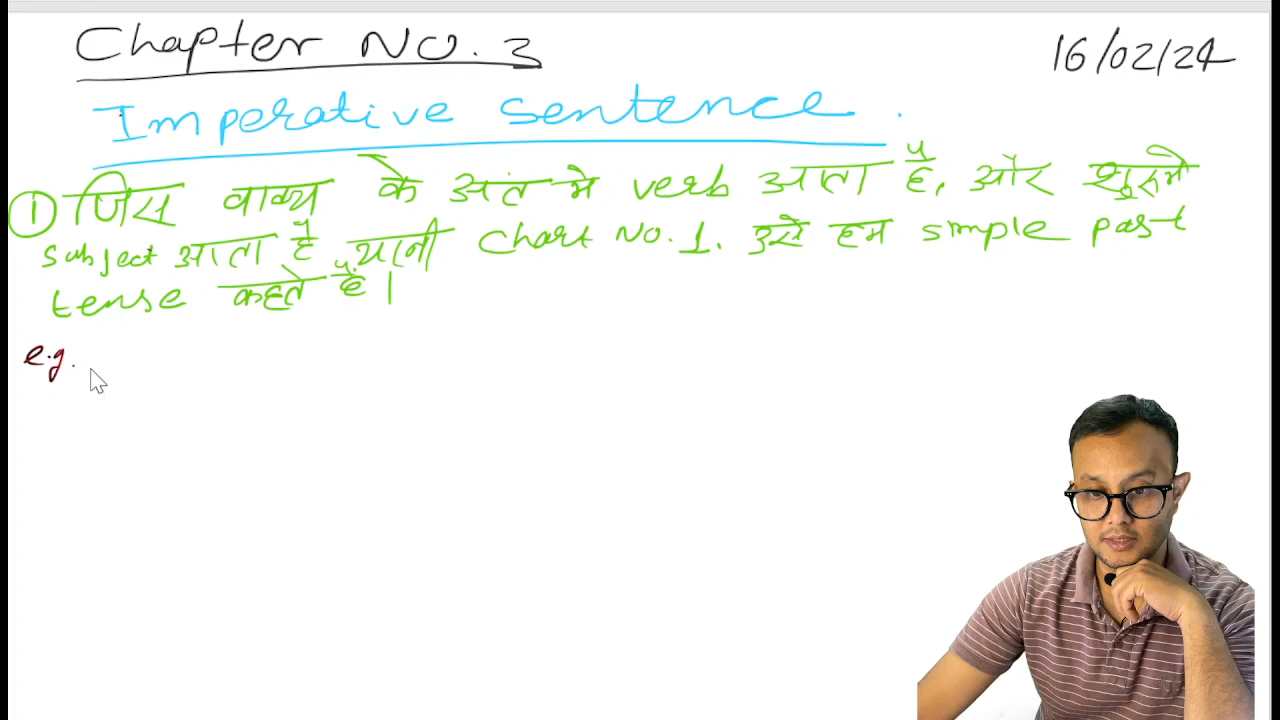 Chapter NO. 3
16/02/24
Imperative sentence.
① जिस वाक्य के अंत मे verb आता है, और शुरुमे
subject आता है यानी Chart No. 1. उसे हम simple past
tense कहते है।
e.g.